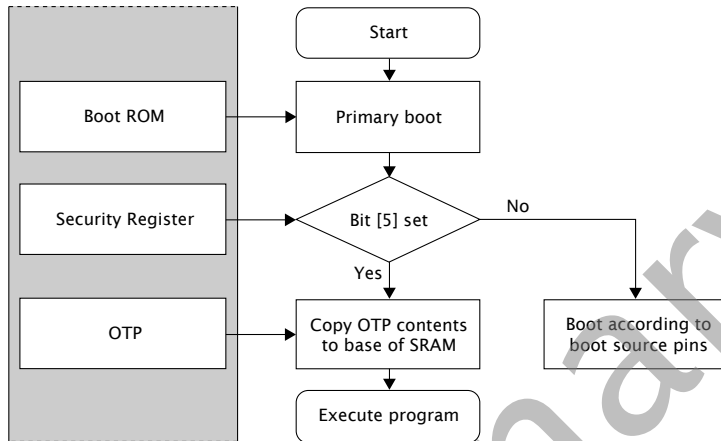 Start
Boot ROM
Primary boot
Security Register
Bit [5] set
No
Yes
OTP
Copy OTP contents
to base of SRAM
Boot according to
boot source pins
Execute program